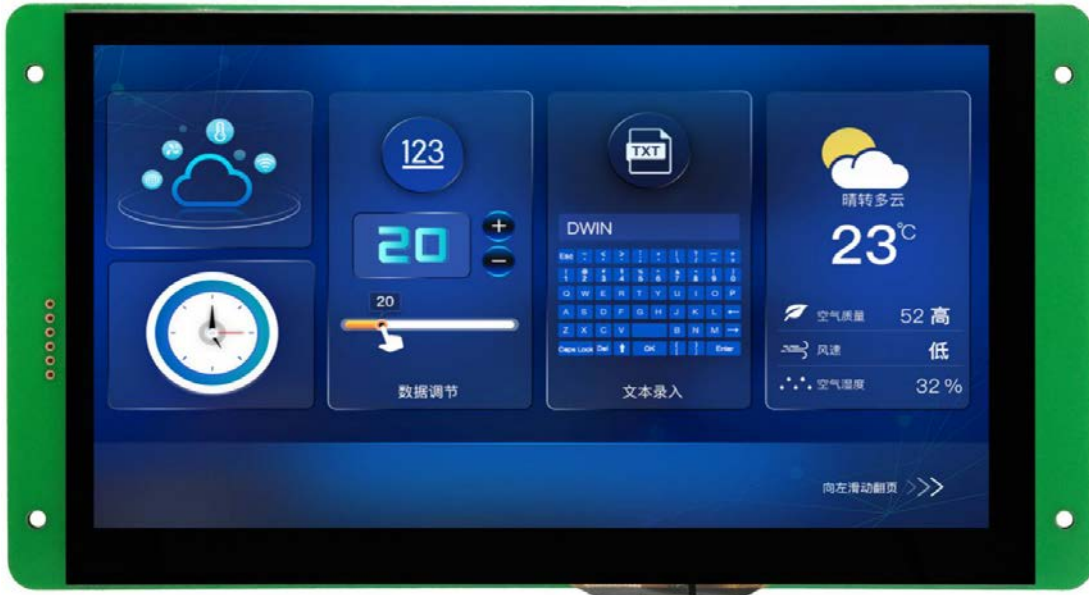 123
20
20
数据调节
TXT
DWIN
Esc
Q W E R T Y U I O P
A S D F G H J K L ←
Z X C V B N M →
Caps Lock Del OK Enter
文本录入
晴转多云
23℃
空气质量 52 高
风速 低
空气湿度 32 %
向左滑动翻页 >>>